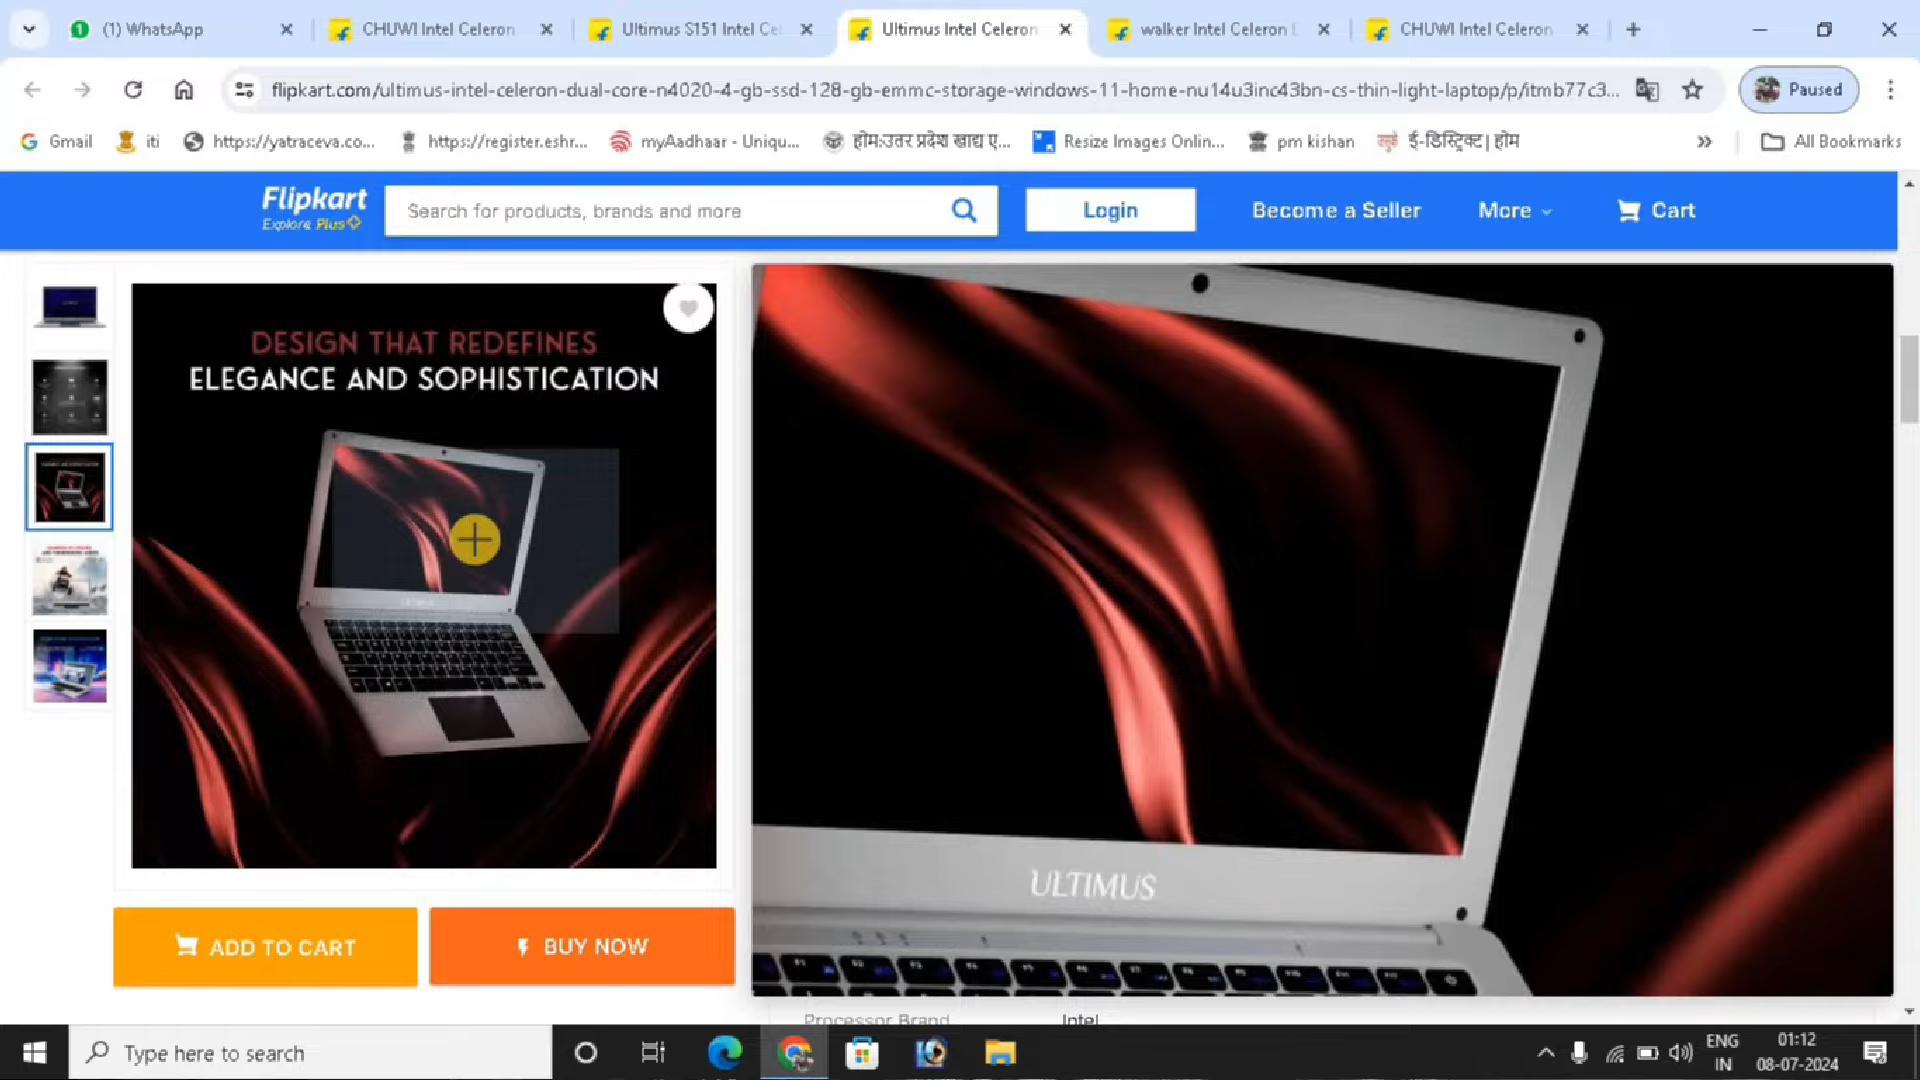 (1) WhatsApp
CHUWI Intel Celeron
Ultimus S151 Intel Cel
Ultimus Intel Celeron
walker Intel Celeron D
CHUWI Intel Celeron
flipkart.com/ultimus-intel-celeron-dual-core-n4020-4-gb-ssd-128-gb-emmc-storage-windows-11-home-nu14u3inc43bn-cs-thin-light-laptop/p/itmb77c3...
Paused
Gmail
iti
https://yatraceva.co...
https://register.eshr...
myAadhaar - Uniqu...
होम:उतर प्रदेश खाद्य ए...
Resize Images Onlin...
pm kishan
ई-डिस्ट्रिक्ट| होम
All Bookmarks
Flipkart
Explore Plus
Search for products, brands and more
Login
Become a Seller
More
Cart
DESIGN THAT REDEFINES
ELEGANCE AND SOPHISTICATION
ULTIMUS
ULTIMUS
ADD TO CART
BUY NOW
Processor Brand
Intel
Type here to search
ENG
IN
01:12
08-07-2024